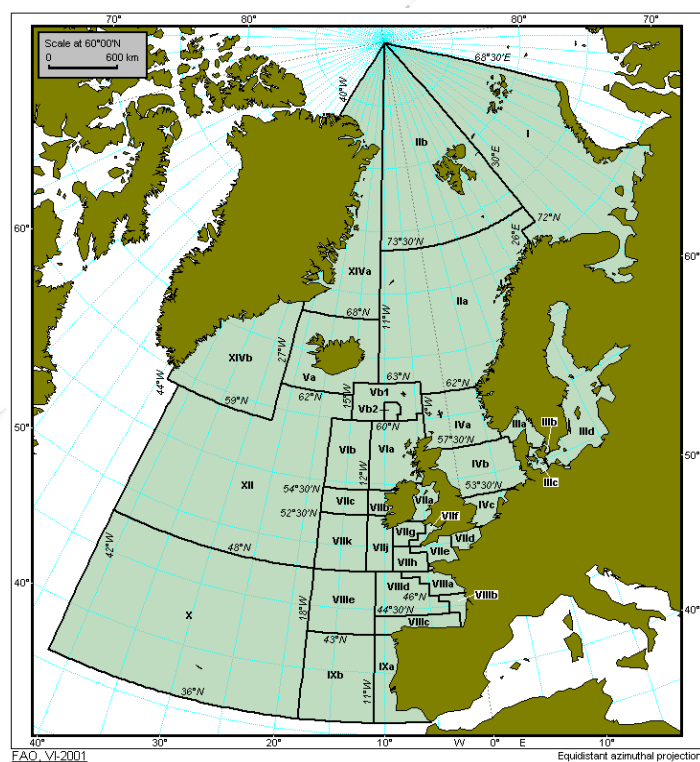 70° 80° 80° 70°
Scale at 60°00'N
0 600 km
68°30'E
40°W
I
IIb
30°E
60°
72°N
26°E
73°30'N
60°
XIVa
IIa
11°W
68°N
27°W
XIVb
Va
63°N
44°W
62°N
15°W
Vb1
62°N
59°N
Vb2
4°W
60°N
IVa
IIIa
IIIb
IIId
50°
57°30'N
VIb
VIa
IVb
50°
12°W
IIIc
XII
54°30'N
53°30'N
VIIc
VIIb
VIIa
IVc
52°30'N
VIIf
VIIg
VIId
42°W
VIIk
VIIj
VIIe
48°N
VIIh
40°
VIIId
VIIIa
VIIIe
46°N
VIIIb
18°W
44°30'N
40°
X
VIIIc
43°N
IXb
IXa
11°W
36°N
40° 30° 20° 10° W 0° E 10°
FAO, VI-2001
Equidistant azimuthal projection